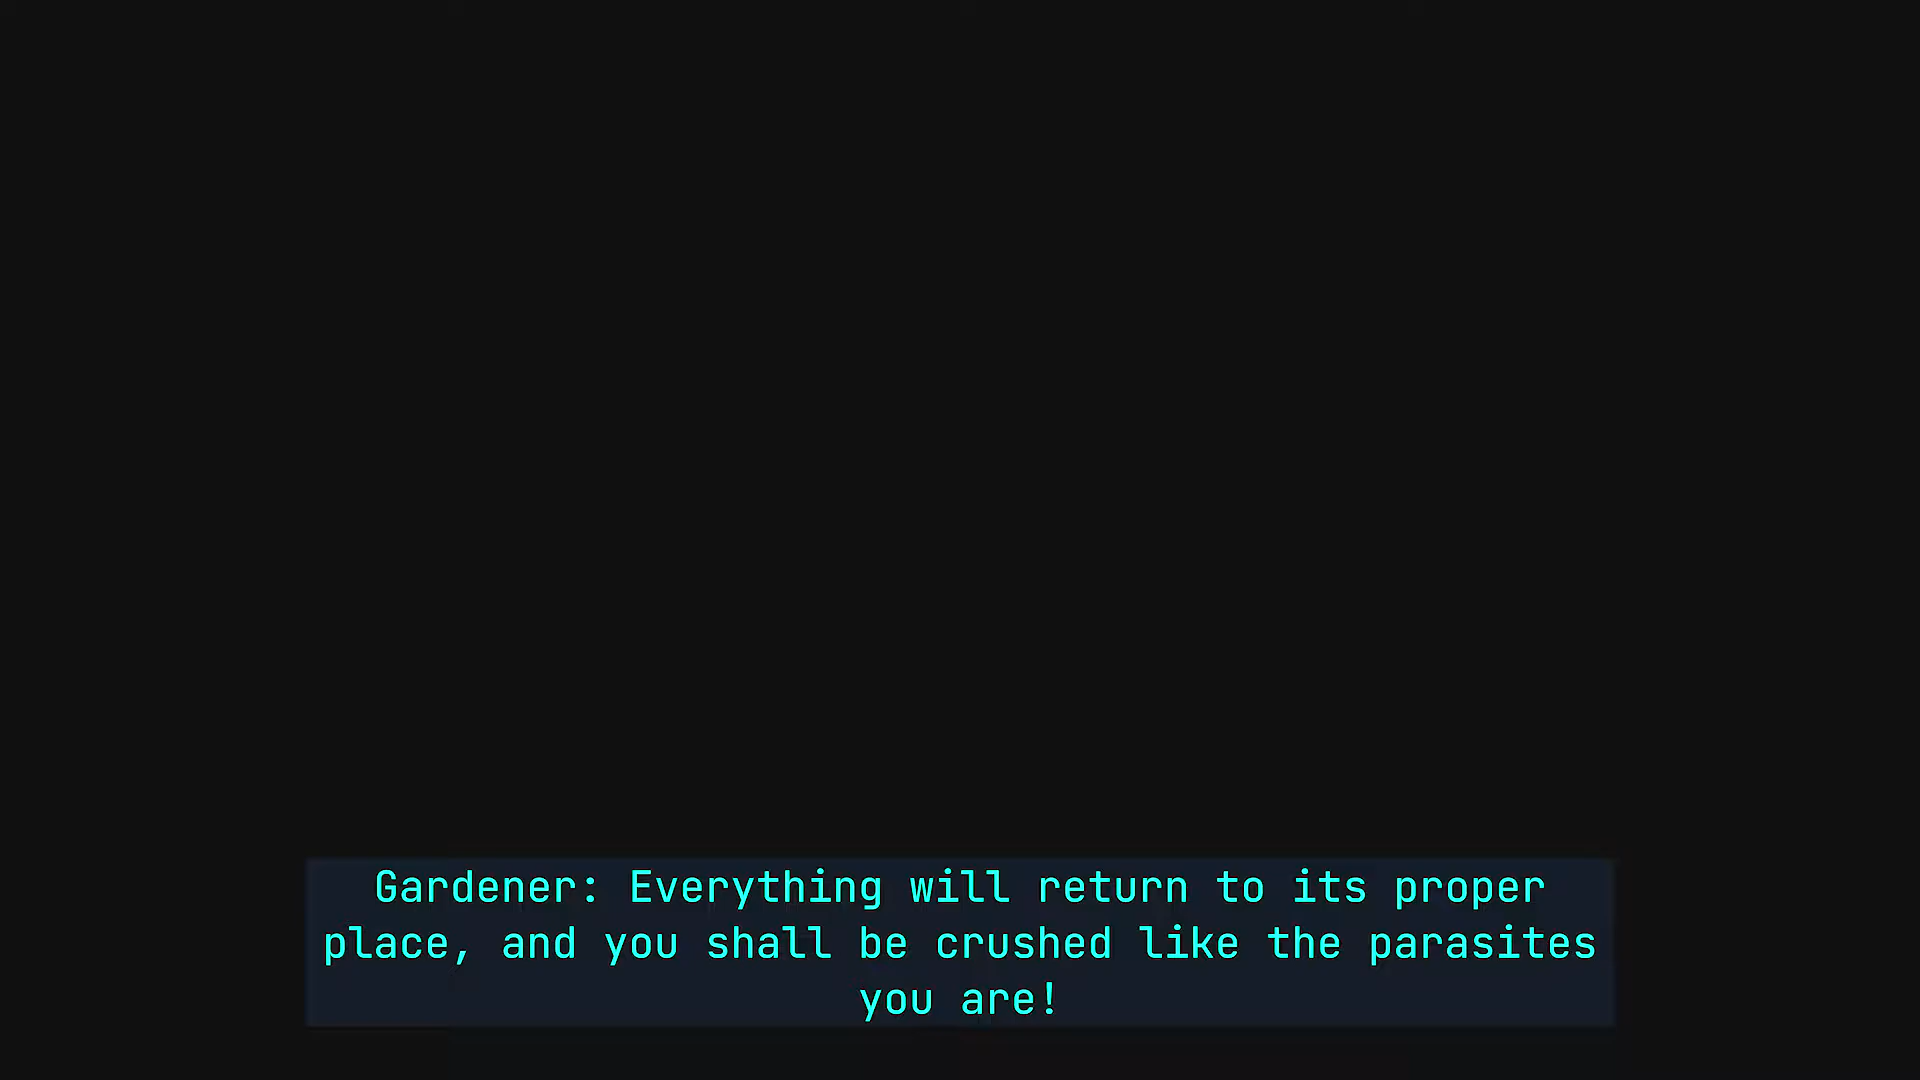 Gardener: Everything will return to its proper
place, and you shall be crushed like the parasites
you are!